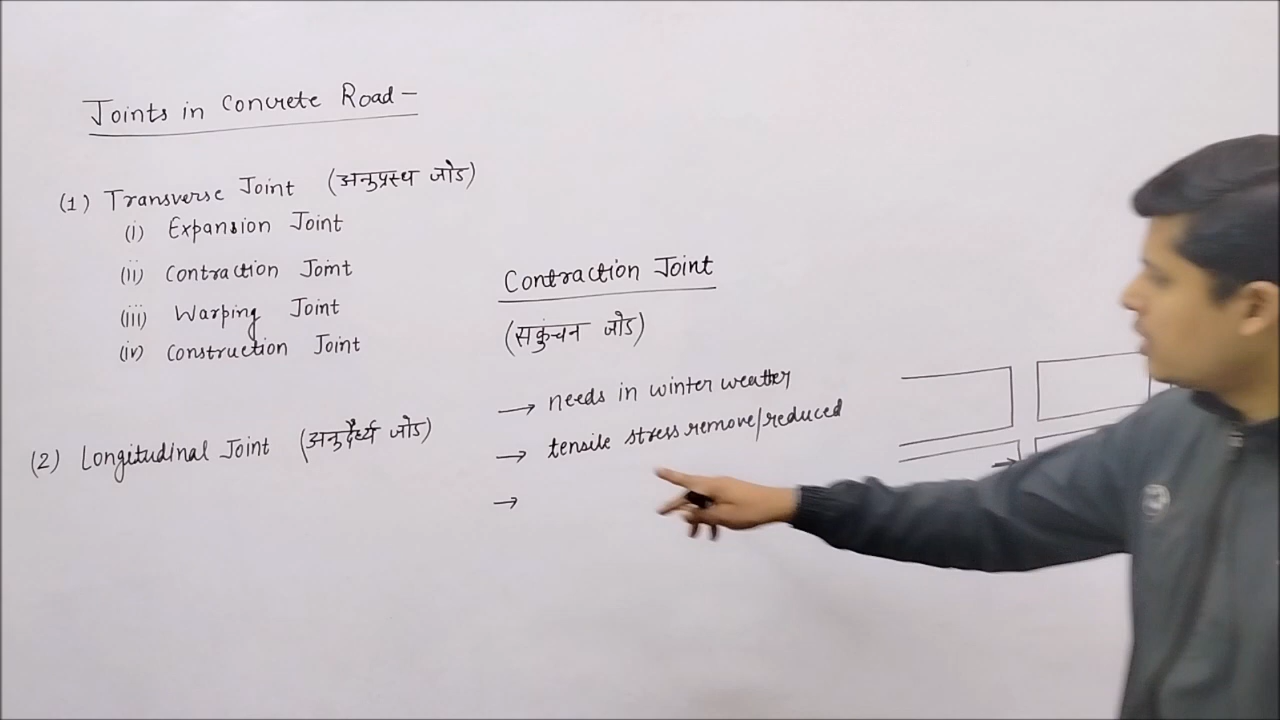 Joints in Concrete Road -
(1) Transverse Joint (अनुप्रस्थ जोड)
(i) Expansion Joint
(ii) Contraction Joint
(iii) Warping Joint
(iv) Construction Joint
(2) Longitudinal Joint (अनुदैर्ध्य जोड)
Contraction Joint
(सकुंचन जोड)
→ needs in winter weather
→ tensile stress remove/reduced
→